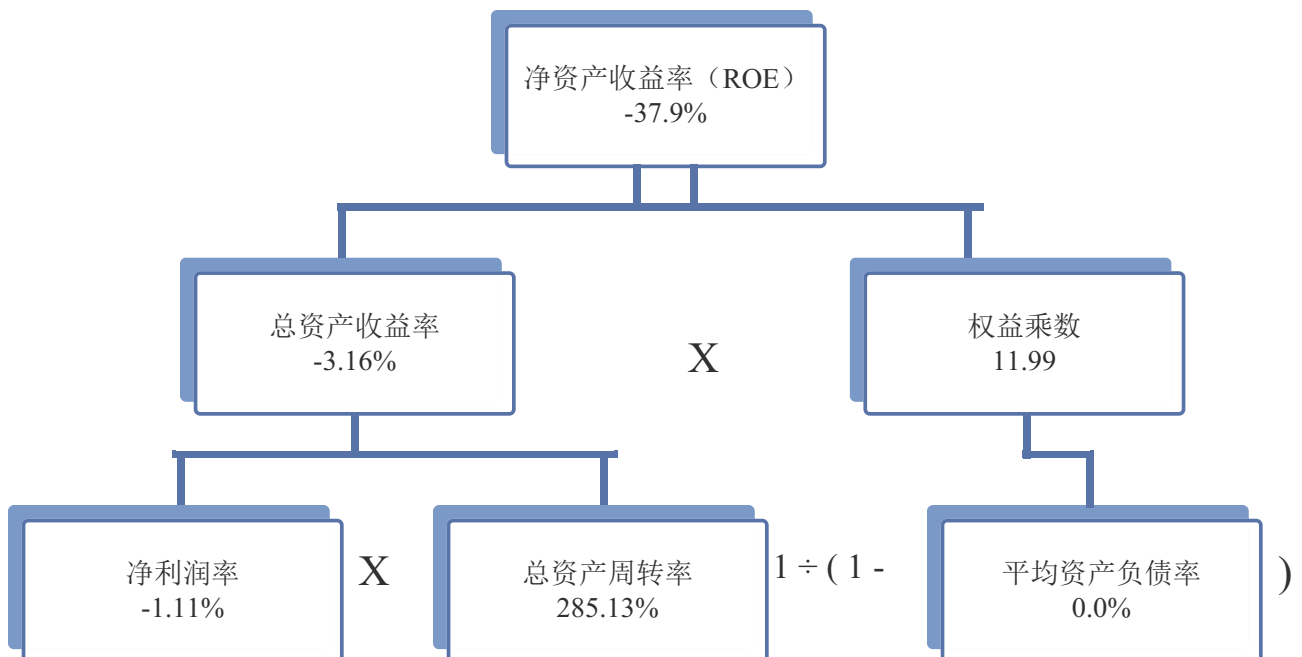 净资产收益率（ROE）
-37.9%
总资产收益率
-3.16%
X
权益乘数
11.99
净利润率
-1.11%
X
总资产周转率
285.13%
1 ÷ ( 1 -
平均资产负债率
0.0%
)